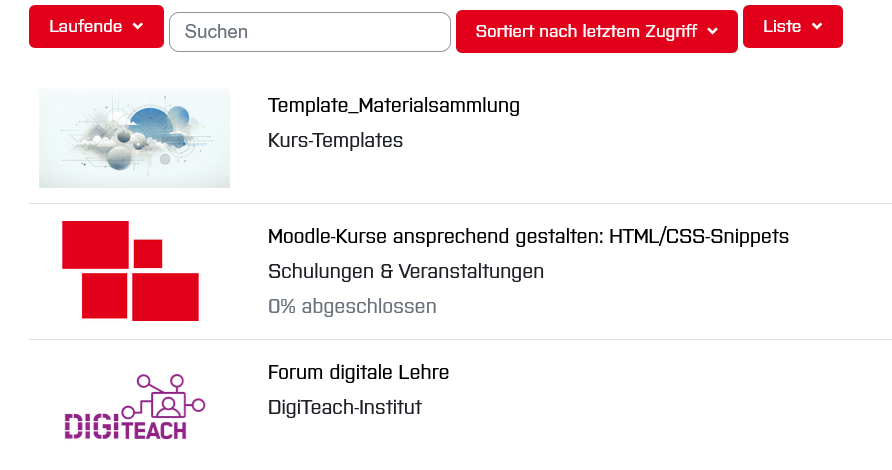 Laufende
Suchen
Sortiert nach letztem Zugriff
Liste
Template_Materialsammlung
Kurs-Templates
Moodle-Kurse ansprechend gestalten: HTML/CSS-Snippets
Schulungen & Veranstaltungen
0% abgeschlossen
Forum digitale Lehre
DigiTeach-Institut
DIGITEACH